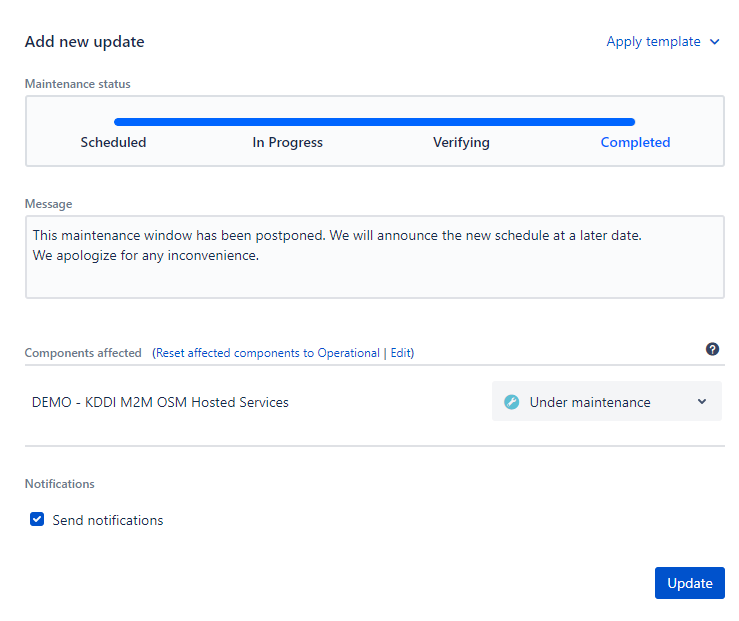 Add new update
Apply template
Maintenance status
Scheduled
In Progress
Verifying
Completed
Message
This maintenance window has been postponed. We will announce the new schedule at a later date.
We apologize for any inconvenience.
Components affected (Reset affected components to Operational | Edit)
?
DEMO - KDDI M2M OSM Hosted Services
Under maintenance
Notifications
Send notifications
Update